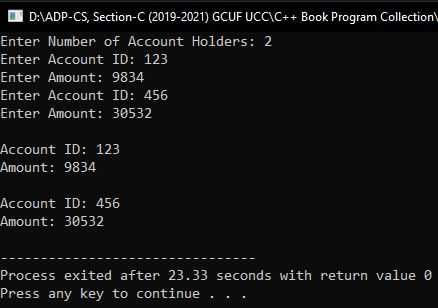 D:\ADP-CS, Section-C (2019-2021) GCUF UCC\C++ Book Program Collection\
Enter Number of Account Holders: 2
Enter Account ID: 123
Enter Amount: 9834
Enter Account ID: 456
Enter Amount: 30532
Account ID: 123
Amount: 9834
Account ID: 456
Amount: 30532
--------------------------------
Process exited after 23.33 seconds with return value 0
Press any key to continue . . .